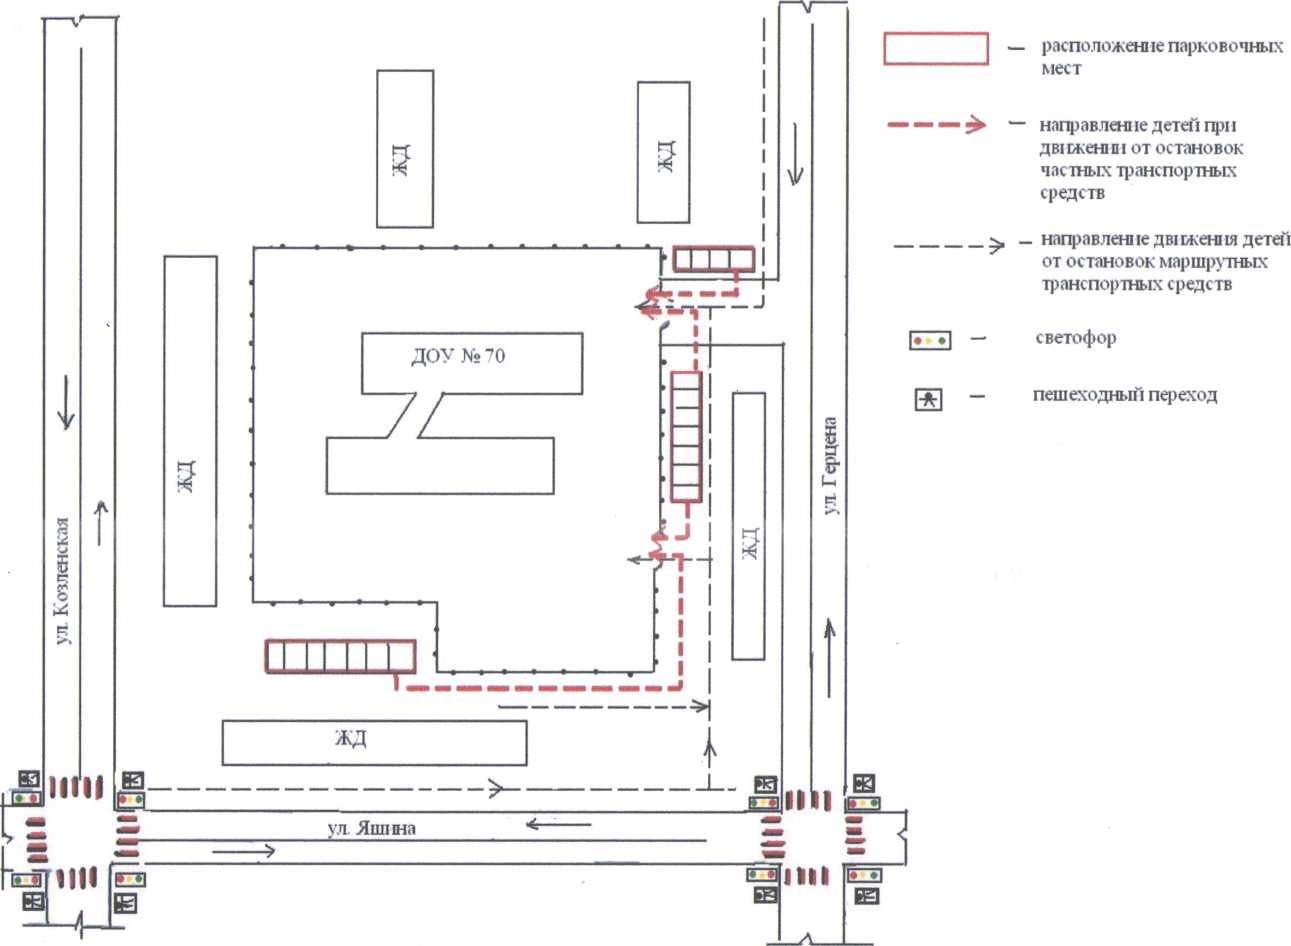 расположение парковочных
мест
направление детей при
движении от остановок
частных транспортных
средств
направление движения детей
от остановок маршрутных
транспортных средств
светофор
пешеходный переход
ЖД
ЖД
ДОУ № 70
ЖД
ЖД
ул. Герцена
ул. Козленская
ЖД
ул. Яшина